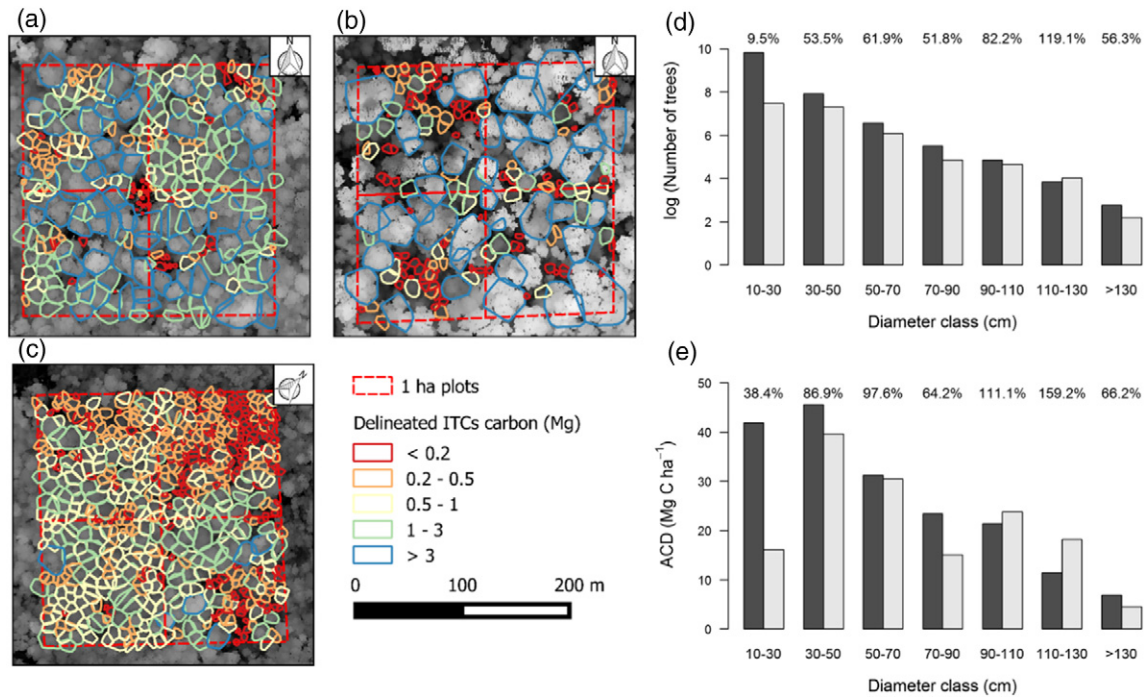 (a)
N
(b)
N
(c)
N
1 ha plots
Delineated ITCs carbon (Mg)
< 0.2
0.2 - 0.5
0.5 - 1
1 - 3
> 3
0 100 200 m
(d)
9.5% 53.5% 61.9% 51.8% 82.2% 119.1% 56.3%
log (Number of trees)
10
8
6
4
2
0
10-30 30-50 50-70 70-90 90-110 110-130 >130
Diameter class (cm)
(e)
38.4% 86.9% 97.6% 64.2% 111.1% 159.2% 66.2%
ACD (Mg C ha⁻¹)
50
40
30
20
10
0
10-30 30-50 50-70 70-90 90-110 110-130 >130
Diameter class (cm)